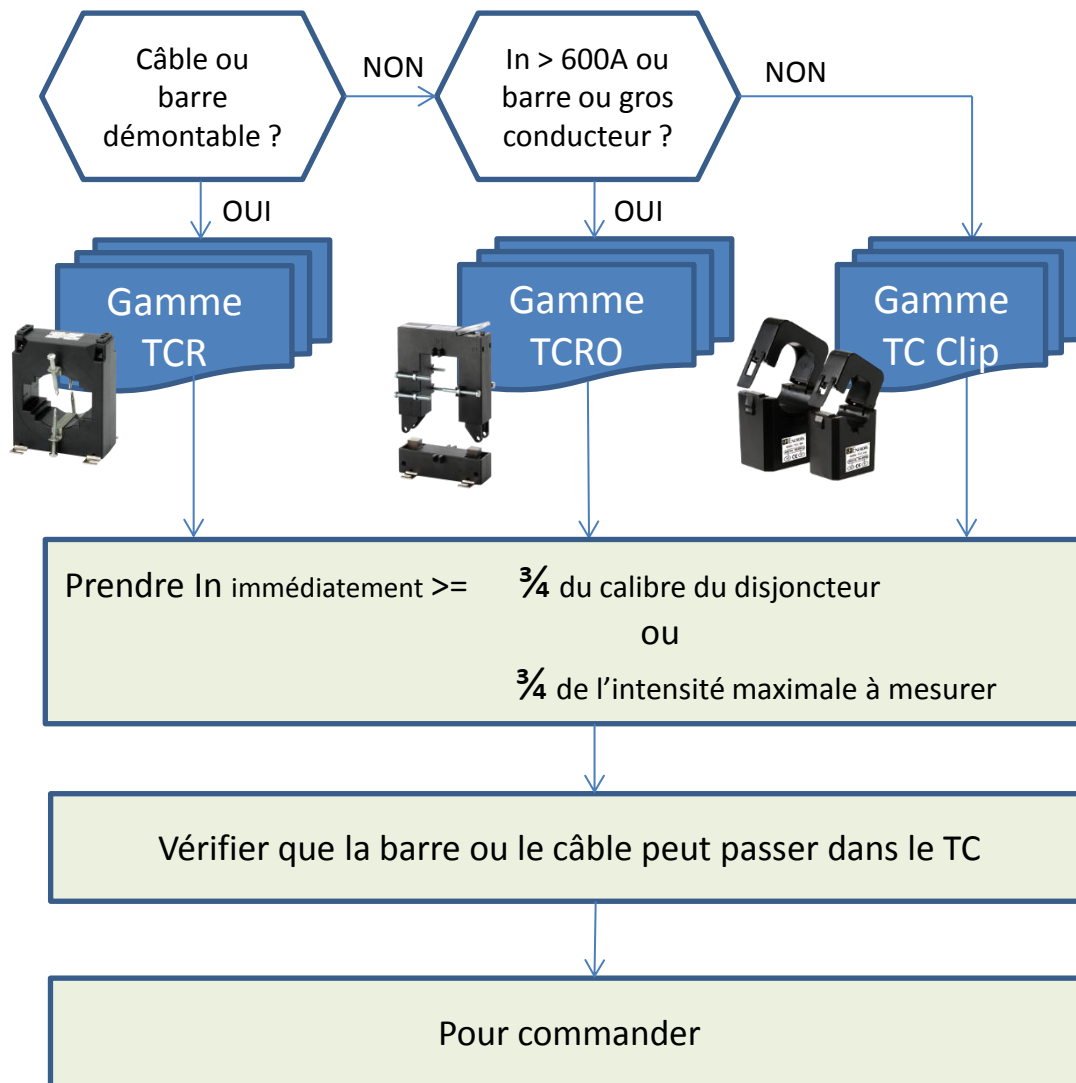 Câble ou
barre
démontable ?
NON
In > 600A ou
barre ou gros
conducteur ?
NON
OUI
OUI
Gamme
TCR
Gamme
TCRO
Gamme
TC Clip
Prendre In immédiatement >= ¾ du calibre du disjoncteur
ou
¾ de l’intensité maximale à mesurer
Vérifier que la barre ou le câble peut passer dans le TC
Pour commander